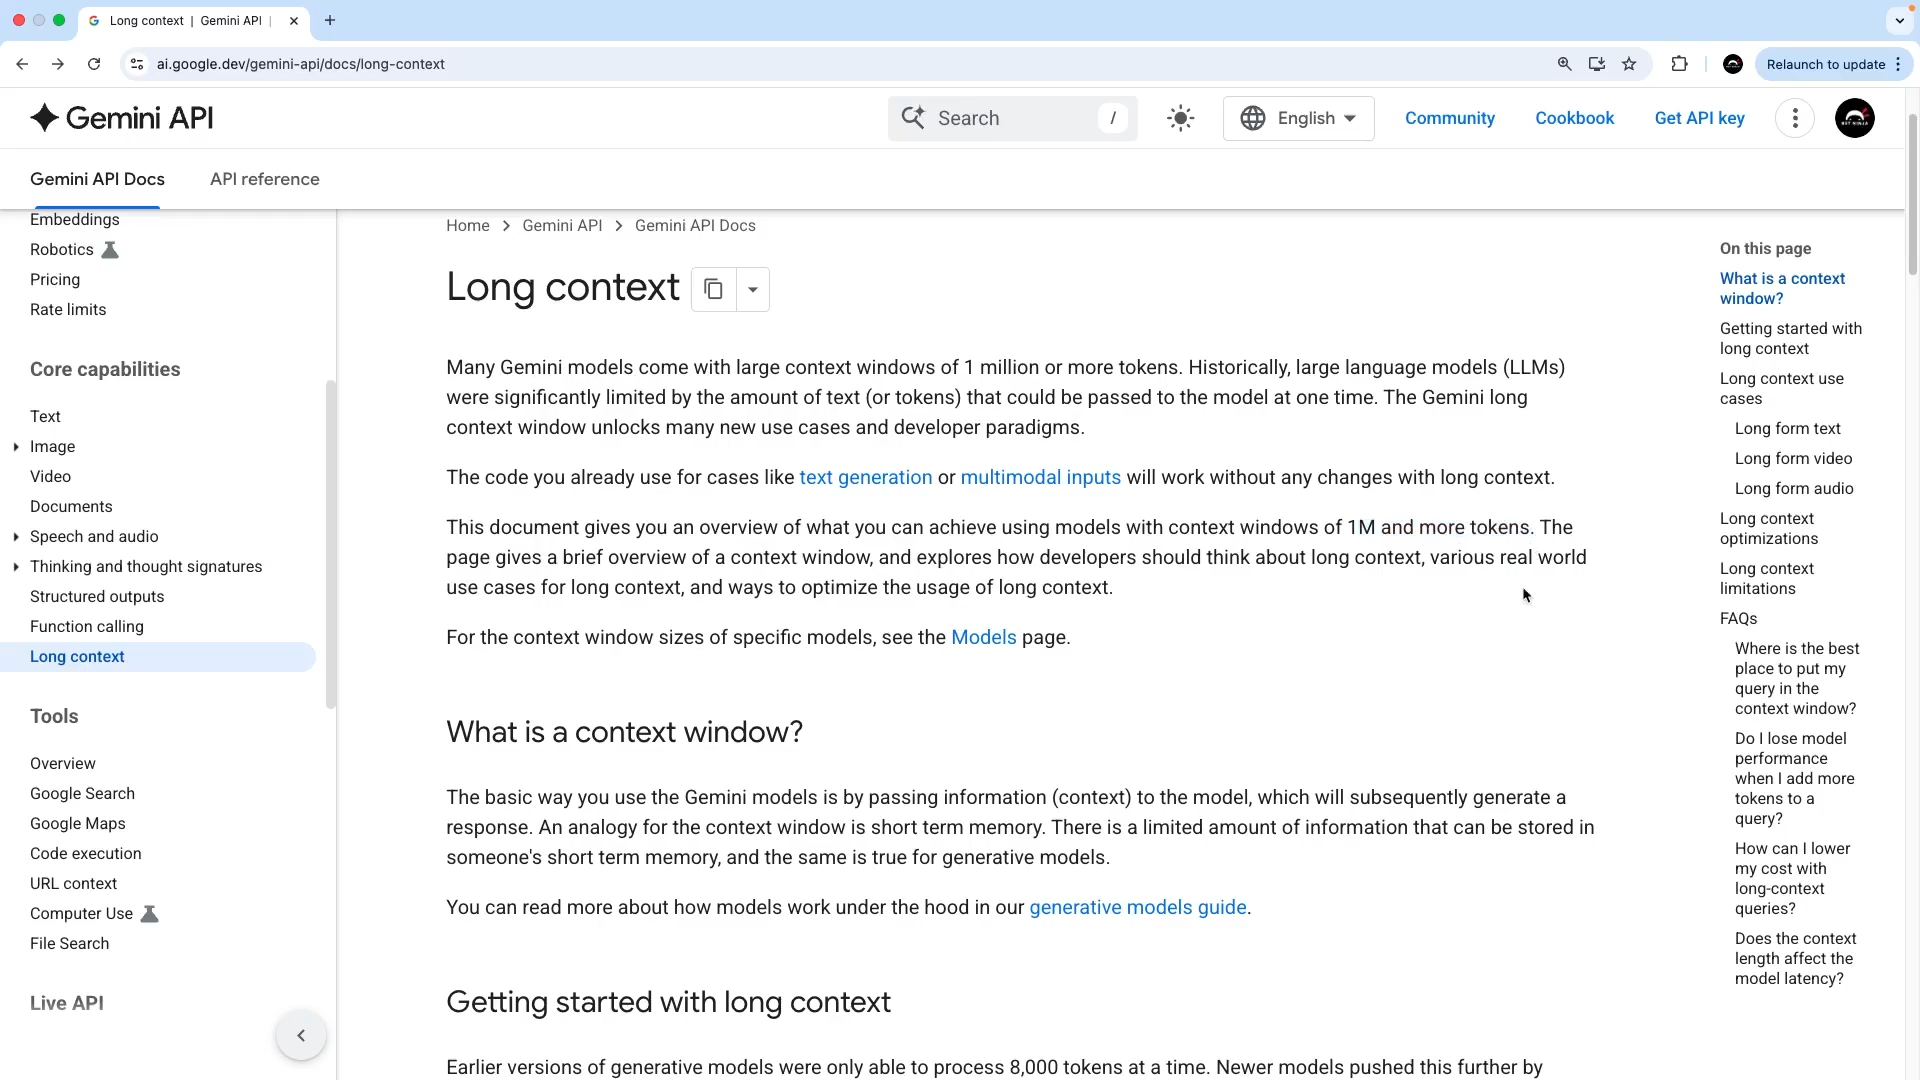 Long context | Gemini API |
ai.google.dev/gemini-api/docs/long-context
Relaunch to update
Gemini API
Search
/
English
Community
Cookbook
Get API key
Gemini API Docs
API reference
Embeddings
Robotics
Pricing
Rate limits
Core capabilities
Text
Image
Video
Documents
Speech and audio
Thinking and thought signatures
Structured outputs
Function calling
Long context
Tools
Overview
Google Search
Google Maps
Code execution
URL context
Computer Use
File Search
Live API
Home > Gemini API > Gemini API Docs
Long context
Many Gemini models come with large context windows of 1 million or more tokens. Historically, large language models (LLMs)
were significantly limited by the amount of text (or tokens) that could be passed to the model at one time. The Gemini long
context window unlocks many new use cases and developer paradigms.
The code you already use for cases like text generation or multimodal inputs will work without any changes with long context.
This document gives you an overview of what you can achieve using models with context windows of 1M and more tokens. The
page gives a brief overview of a context window, and explores how developers should think about long context, various real world
use cases for long context, and ways to optimize the usage of long context.
For the context window sizes of specific models, see the Models page.
What is a context window?
The basic way you use the Gemini models is by passing information (context) to the model, which will subsequently generate a
response. An analogy for the context window is short term memory. There is a limited amount of information that can be stored in
someone's short term memory, and the same is true for generative models.
You can read more about how models work under the hood in our generative models guide.
Getting started with long context
Earlier versions of generative models were only able to process 8,000 tokens at a time. Newer models pushed this further by
On this page
What is a context
window?
Getting started with
long context
Long context use
cases
Long form text
Long form video
Long form audio
Long context
optimizations
Long context
limitations
FAQs
Where is the best
place to put my
query in the
context window?
Do I lose model
performance
when I add more
tokens to a
query?
How can I lower
my cost with
long-context
queries?
Does the context
length affect the
model latency?